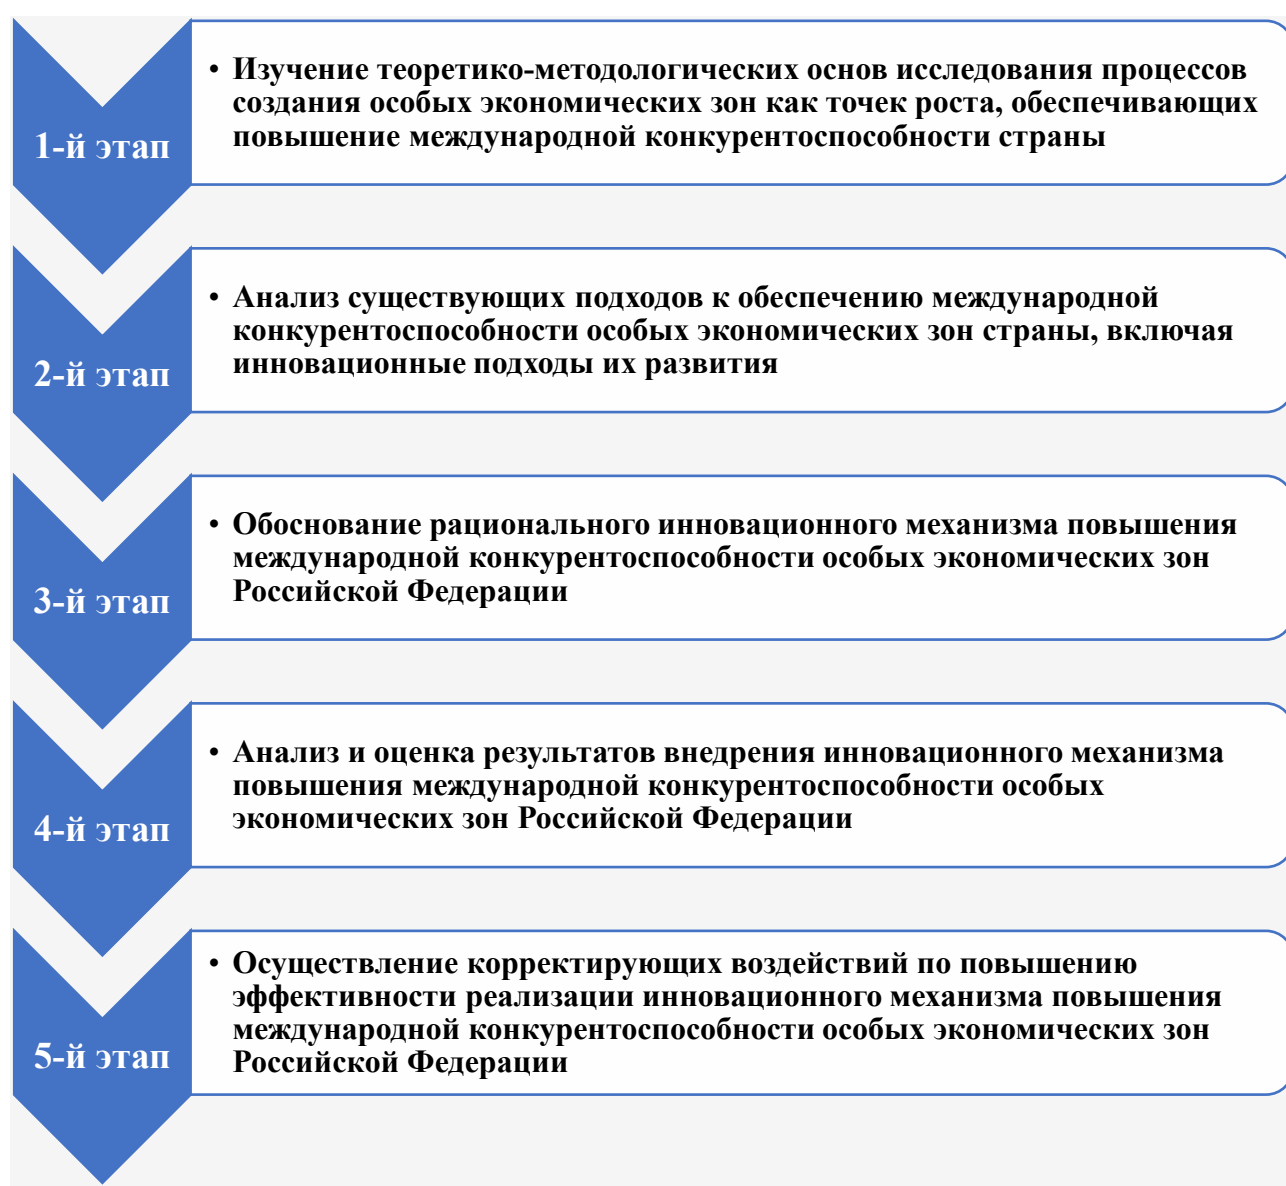 1-й этап
• Изучение теоретико-методологических основ исследования процессов
создания особых экономических зон как точек роста, обеспечивающих
повышение международной конкурентоспособности страны
2-й этап
• Анализ существующих подходов к обеспечению международной
конкурентоспособности особых экономических зон страны, включая
инновационные подходы их развития
3-й этап
• Обоснование рационального инновационного механизма повышения
международной конкурентоспособности особых экономических зон
Российской Федерации
4-й этап
• Анализ и оценка результатов внедрения инновационного механизма
повышения международной конкурентоспособности особых
экономических зон Российской Федерации
5-й этап
• Осуществление корректирующих воздействий по повышению
эффективности реализации инновационного механизма повышения
международной конкурентоспособности особых экономических зон
Российской Федерации